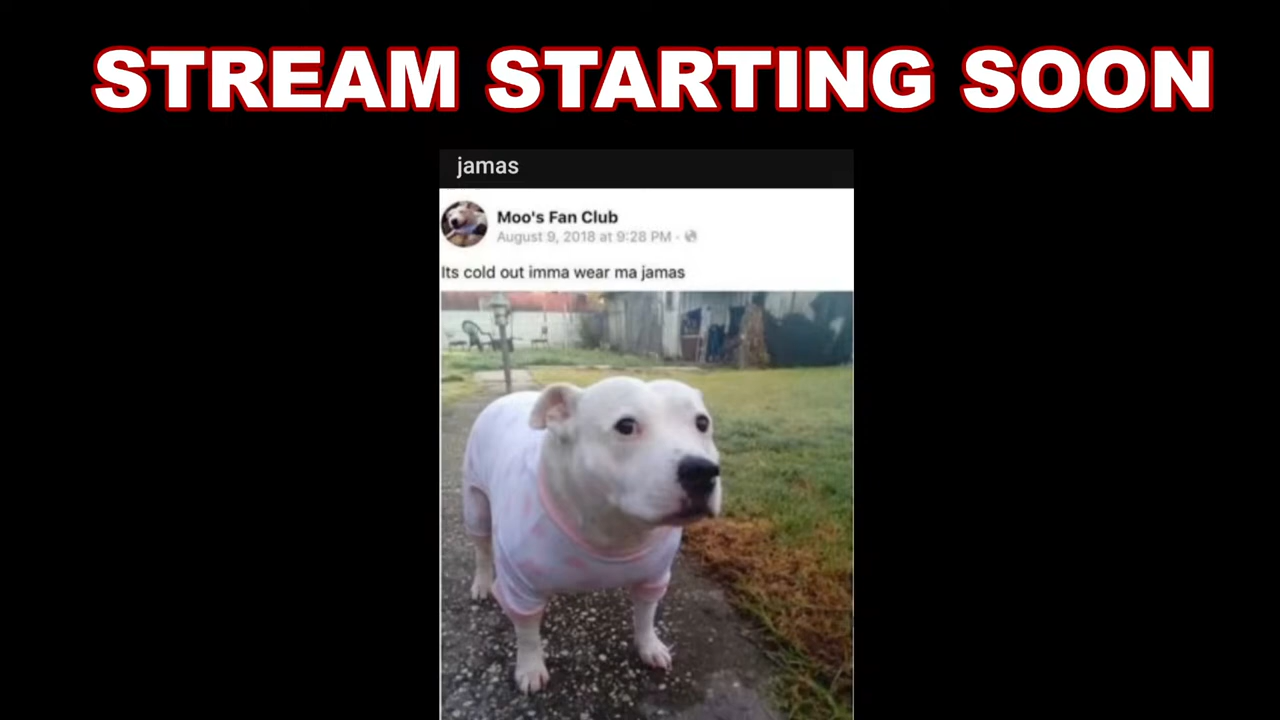 STREAM STARTING SOON
jamas
Moo's Fan Club
August 9, 2018 at 9:28 PM ·
Its cold out imma wear ma jamas